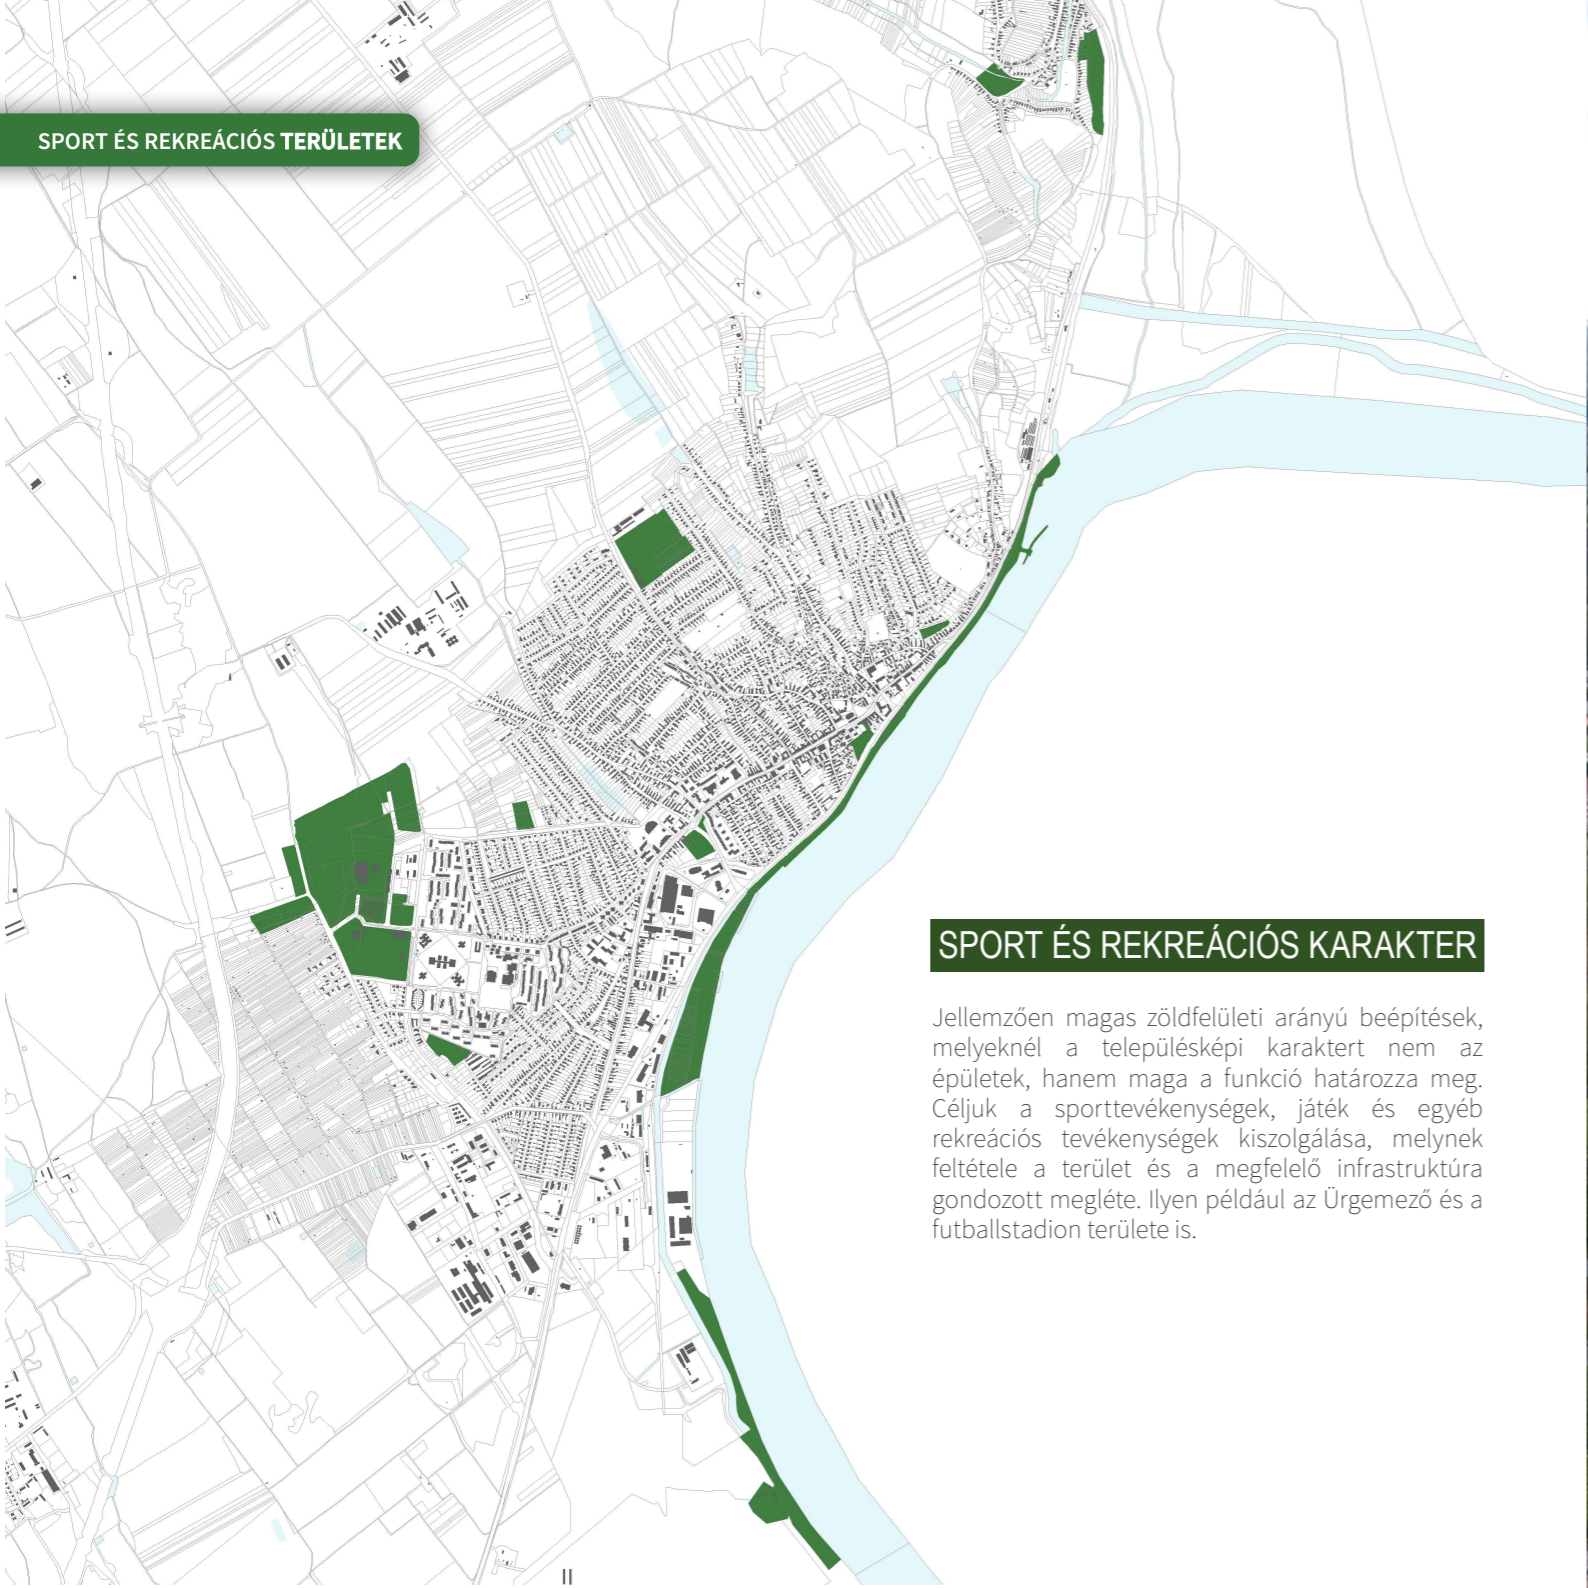 SPORT ÉS REKREÁCIÓS TERÜLETEK
SPORT ÉS REKREÁCIÓS KARAKTER
Jellemzően magas zöldfelületi arányú beépítések,
melyeknél a településképi karaktert nem az
épületek, hanem maga a funkció határozza meg.
Céljuk a sporttevékenységek, játék és egyéb
rekreációs tevékenységek kiszolgálása, melynek
feltétele a terület és a megfelelő infrastruktúra
gondozott megléte. Ilyen például az Ürgemező és a
futballstadion területe is.